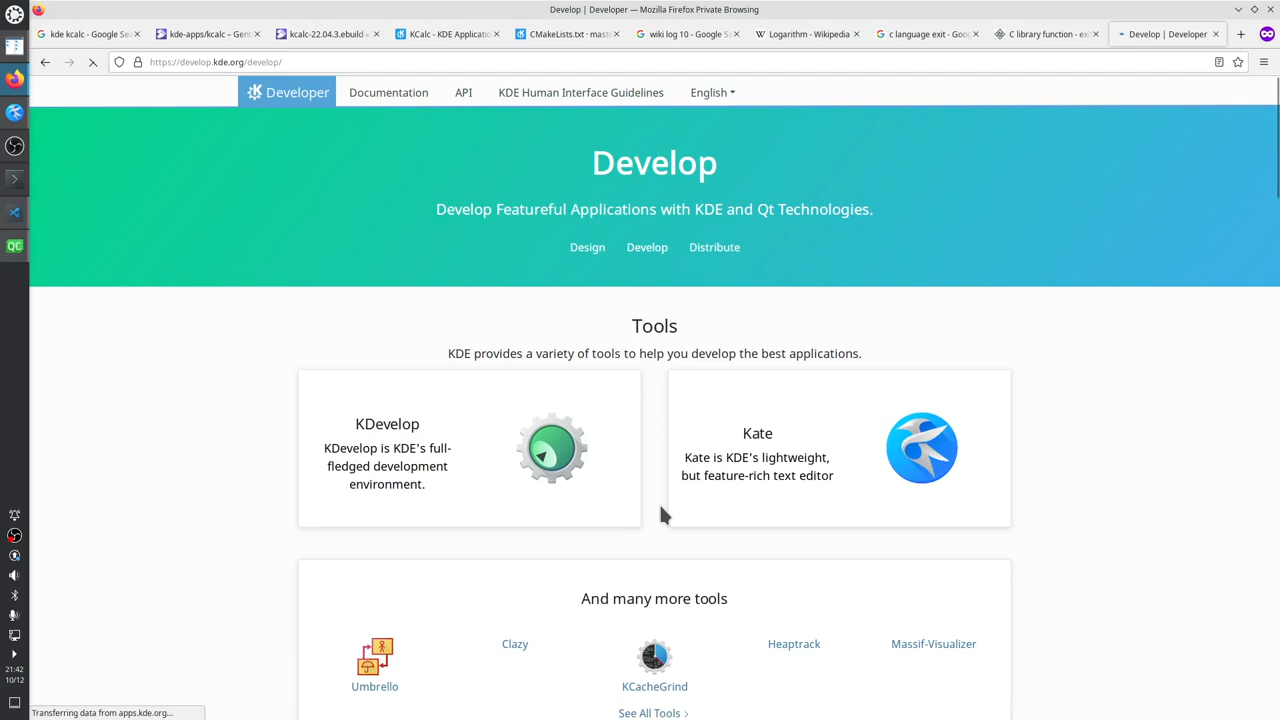 Develop | Developer — Mozilla Firefox Private Browsing
kde kcalc - Google Se
kde-apps/kcalc – Gent
kcalc-22.04.3.ebuild «
KCalc - KDE Applicatio
CMakeLists.txt · maste
wiki log 10 - Google Se
Logarithm - Wikipedia
c language exit - Goog
C library function - exi
Develop | Developer
https://develop.kde.org/develop/
Developer
Documentation
API
KDE Human Interface Guidelines
English
Develop
Develop Featureful Applications with KDE and Qt Technologies.
Design
Develop
Distribute
Tools
KDE provides a variety of tools to help you develop the best applications.
KDevelop
KDevelop is KDE's full-
fledged development
environment.
Kate
Kate is KDE's lightweight,
but feature-rich text editor
And many more tools
Umbrello
Clazy
KCacheGrind
Heaptrack
Massif-Visualizer
See All Tools
QC
21:42
10/12
Transferring data from apps.kde.org...